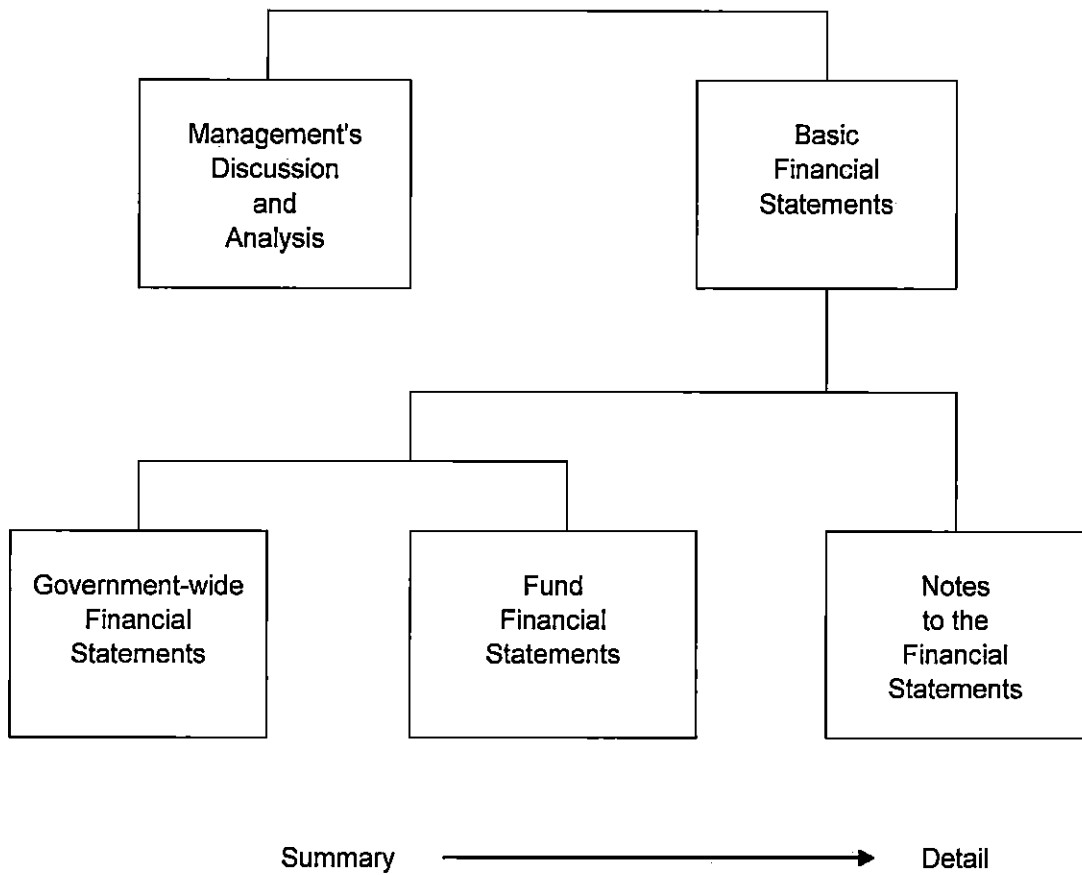 Management's
Discussion
and
Analysis
Basic
Financial
Statements
Government-wide
Financial
Statements
Fund
Financial
Statements
Notes
to the
Financial
Statements
Summary
Detail